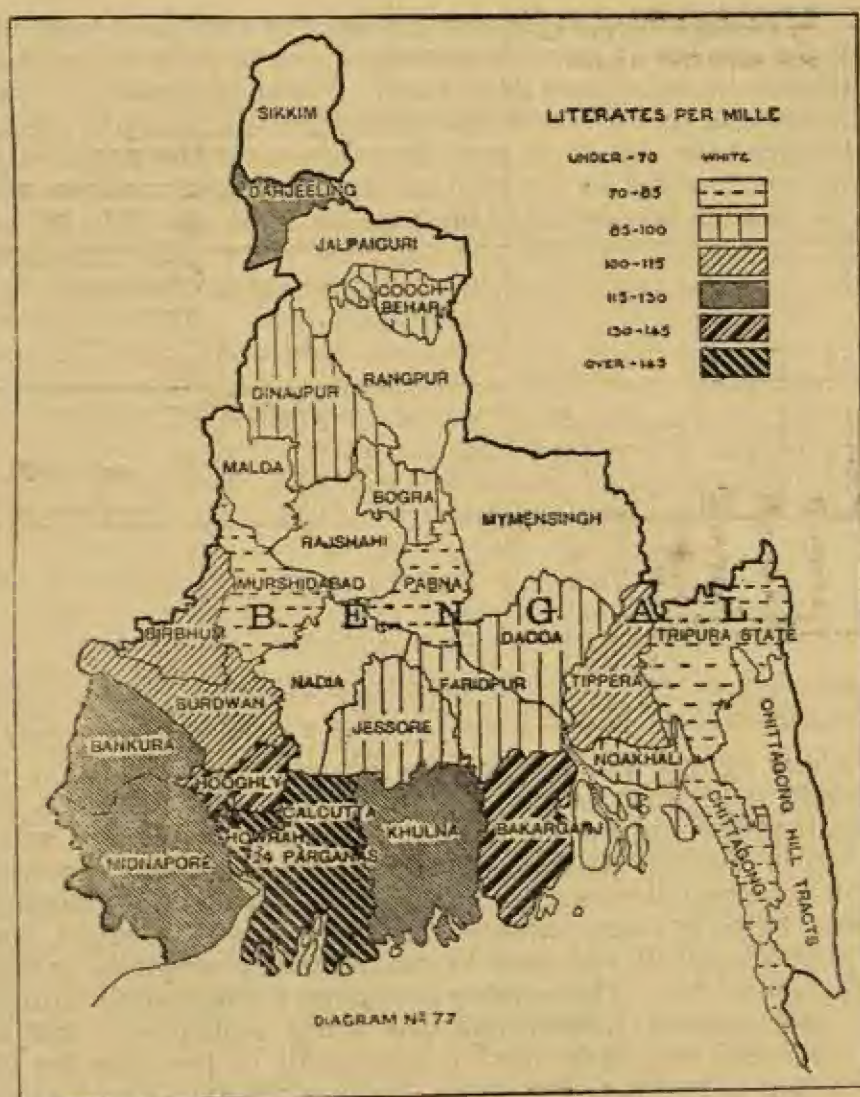 SIKKIM
LITERATES PER MILLE
UNDER - 70 WHITE
70-85
85-100
100-115
115-130
130-145
OVER - 145
DARJEELING
JALPAIGURI
COOCH
BEHAR
DINAJPUR
RANGPUR
MALDA
BOGRA
MYMENSINGH
RAJSHAHI
MURSHIDABAD
PABNA
BENGAL
BIRBHUM
DACCA
TRIPURA STATE
NADIA
FARIDPUR
TIPPERA
BURDWAN
JESSORE
BANKURA
NOAKHALI
CHITTAGONG HILL TRACTS
HOOGHLY
CALCUTTA
CHITTAGONG
HOWRAH
24 PARGANAS
KHULNA
BAKARGANJ
MIDNAPORE
DIAGRAM Nº 77